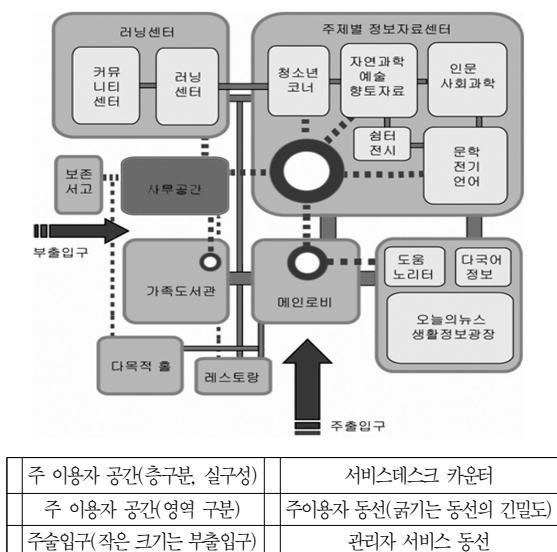 러닝센터
커뮤
니티
센터
러닝
센터
주제별 정보자료센터
청소년
코너
자연과학
예술
향토자료
인문
사회과학
쉼터
전시
문학
전기
언어
보존
서고
사무공간
부출입구
가족도서관
메인로비
도움
노리터
다국어
정보
오늘의뉴스
생활정보광장
다목적 홀
레스토랑
주출입구
주 이용자 공간(층구분, 실구성)
서비스데스크 카운터
주 이용자 공간(영역 구분)
주이용자 동선(굵기는 동선의 긴밀도)
주술입구(작은 크기는 부출입구)
관리자 서비스 동선